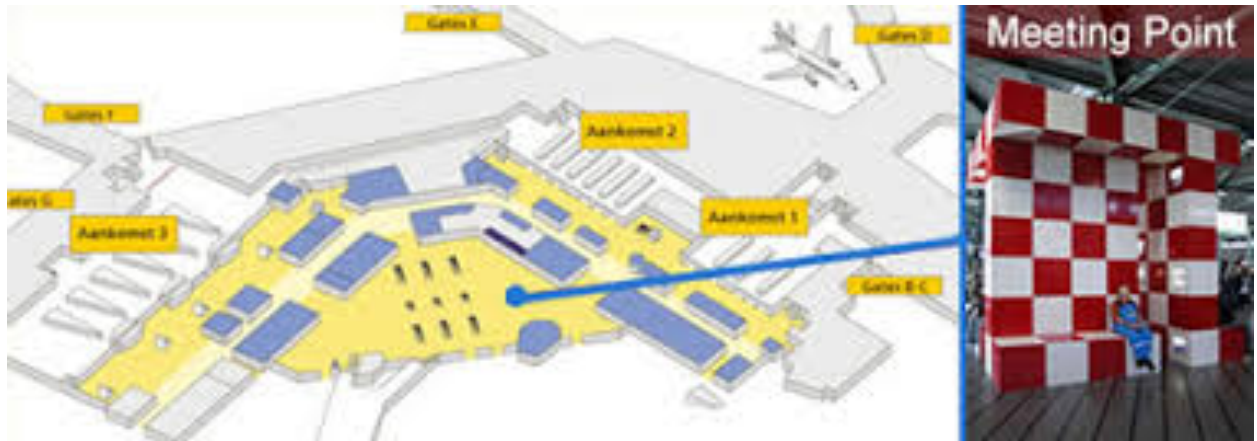 Gates E
Gates D
Meeting Point
Gates F
Aankomst 2
Gates G
Aankomst 3
Aankomst 1
Gates B-C